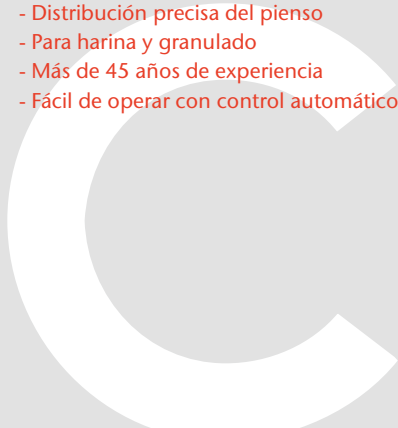 - Distribución precisa del pienso
- Para harina y granulado
- Más de 45 años de experiencia
- Fácil de operar con control automático